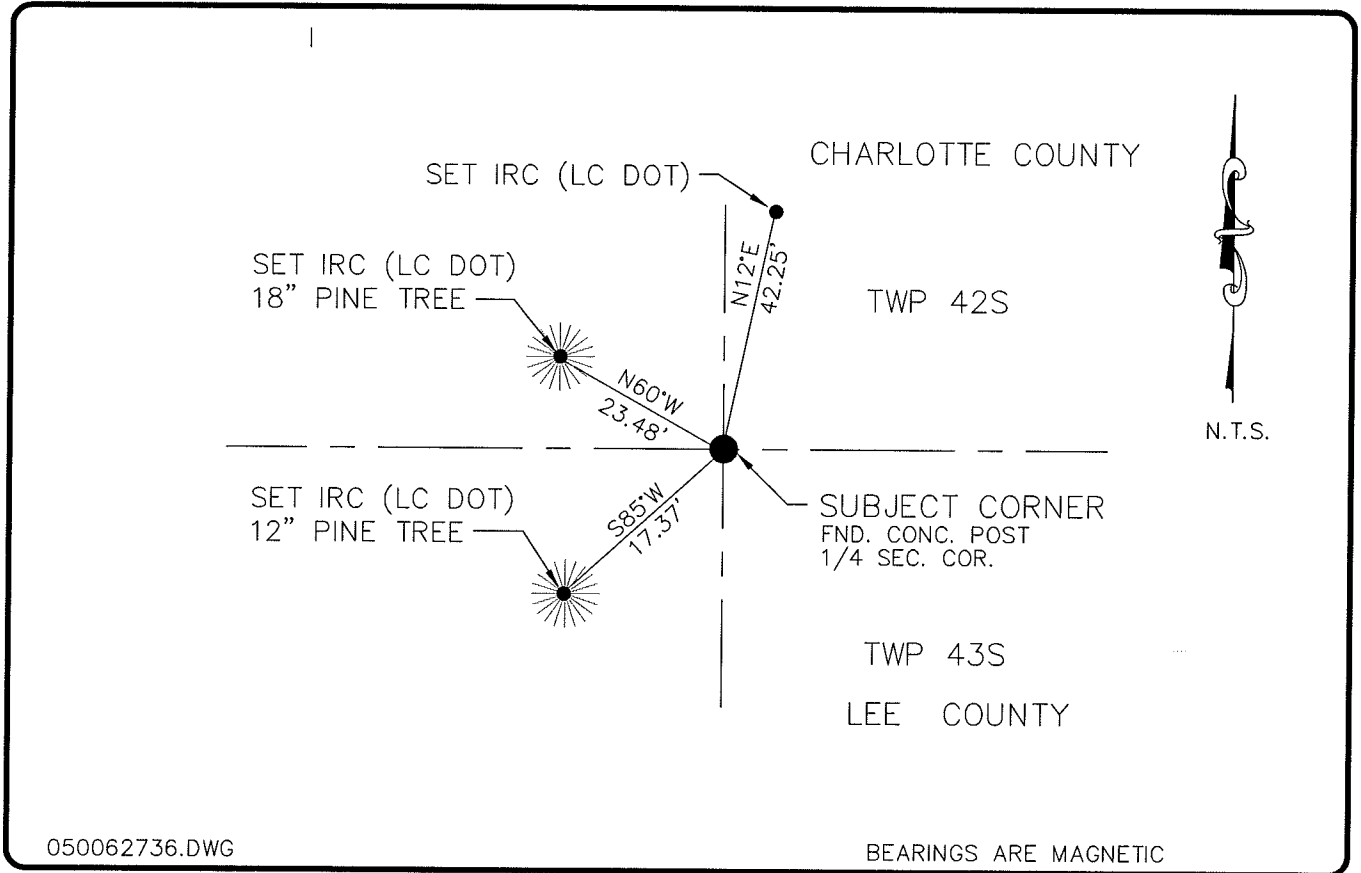 CHARLOTTE COUNTY
SET IRC (LC DOT)
N12°E
42.25'
SET IRC (LC DOT)
18" PINE TREE
TWP 42S
N60°W
23.48'
N.T.S.
SET IRC (LC DOT)
12" PINE TREE
S85°W
17.37'
SUBJECT CORNER
FND. CONC. POST
1/4 SEC. COR.
TWP 43S
LEE COUNTY
050062736.DWG
BEARINGS ARE MAGNETIC